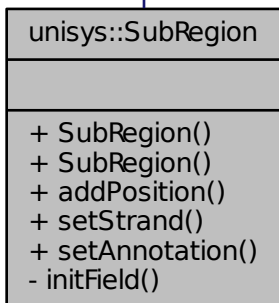 unisys::SubRegion
+ SubRegion()
+ SubRegion()
+ addPosition()
+ setStrand()
+ setAnnotation()
- initField()